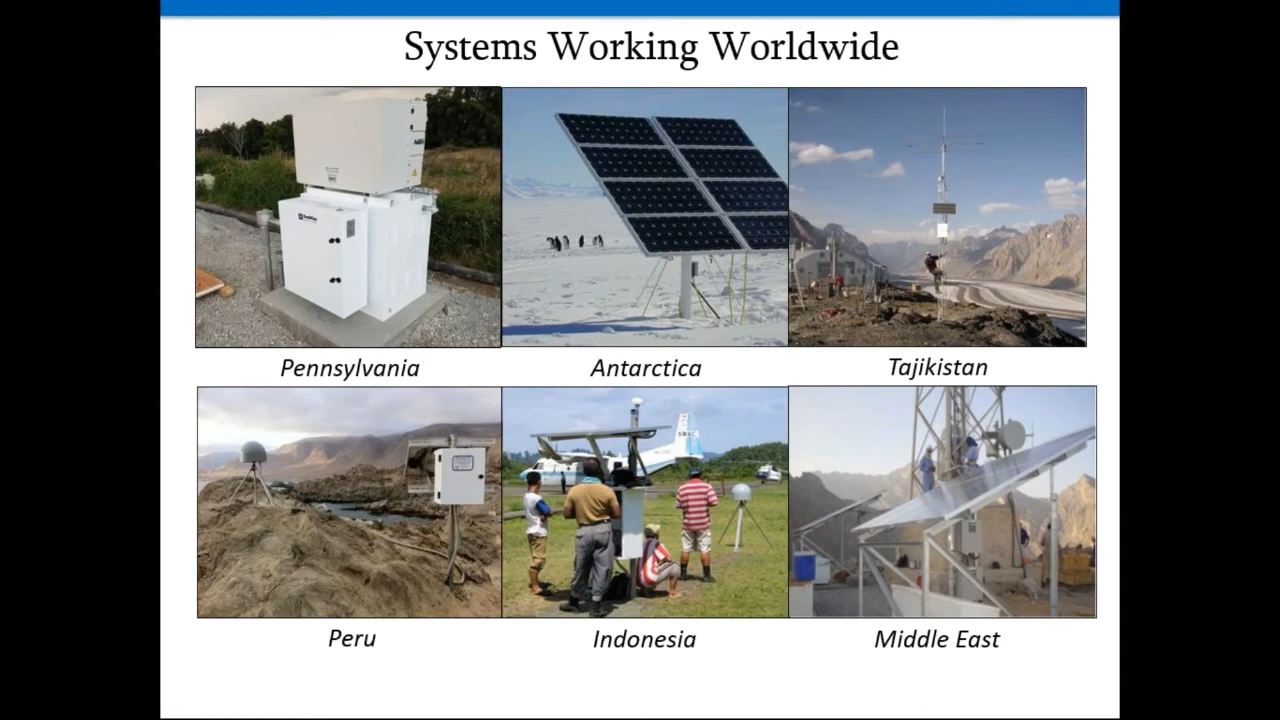 Systems Working Worldwide
Pennsylvania
Antarctica
Tajikistan
Peru
Indonesia
Middle East